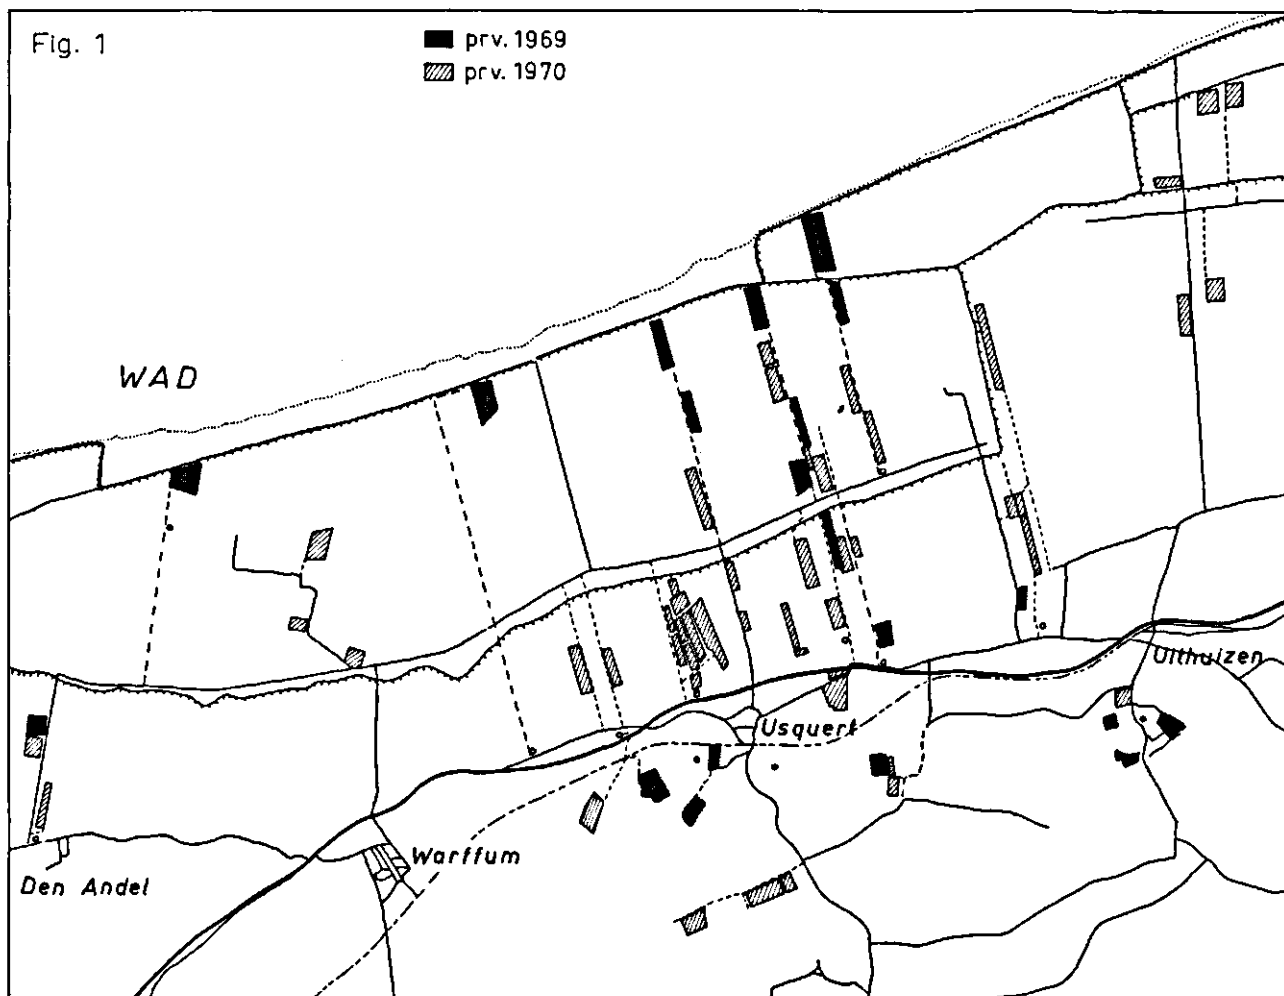 Fig. 1
prv. 1969
prv. 1970
WAD
Uithuizen
Usquert
Warffum
Den Andel